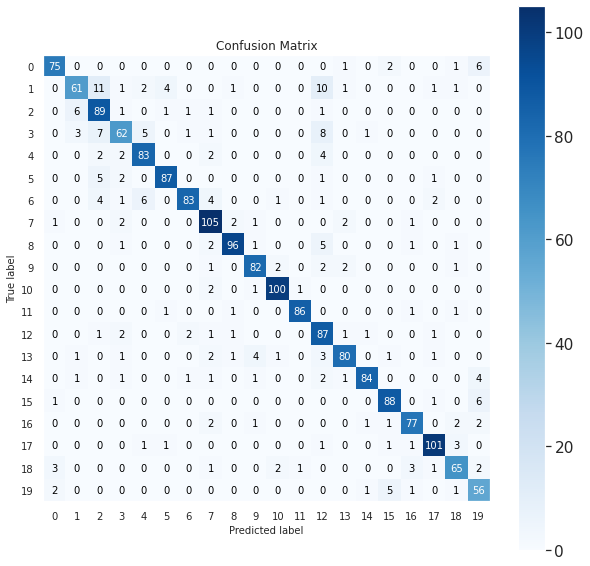 Confusion Matrix
0 75 0 0 0 0 0 0 0 0 0 0 0 0 1 0 2 0 0 1 6
1 0 61 11 1 2 4 0 0 1 0 0 0 10 1 0 0 0 1 1 0
2 0 6 89 1 0 1 1 1 0 0 0 0 1 0 0 0 0 0 0 0
3 0 3 7 62 5 0 1 1 0 0 0 0 8 0 1 0 0 0 0 0
4 0 0 2 2 83 0 0 2 0 0 0 0 4 0 0 0 0 0 0 0
5 0 0 5 2 0 87 0 0 0 0 0 0 1 0 0 0 0 1 0 0
6 0 0 4 1 6 0 83 4 0 0 1 0 1 0 0 0 0 2 0 0
7 1 0 0 2 0 0 0 105 2 1 0 0 0 2 0 0 1 0 0 0
8 0 0 0 1 0 0 0 2 96 1 0 0 5 0 0 0 1 0 1 0
9 0 0 0 0 0 0 0 1 0 82 2 0 2 2 0 0 0 0 1 0
10 0 0 0 0 0 0 0 2 0 1 100 1 0 0 0 0 0 0 0 0
11 0 0 0 0 0 1 0 0 1 0 0 86 0 0 0 0 1 0 1 0
12 0 0 1 2 0 0 2 1 1 0 0 0 87 1 1 0 0 1 0 0
13 0 1 0 1 0 0 0 2 1 4 1 0 3 80 0 1 0 1 0 0
14 0 1 0 1 0 0 1 1 0 1 0 0 2 1 84 0 0 0 0 4
15 1 0 0 0 0 0 0 0 0 0 0 0 0 0 0 88 0 1 0 6
16 0 0 0 0 0 0 0 2 0 1 0 0 0 0 1 1 77 0 2 2
17 0 0 0 0 1 1 0 0 0 0 0 0 1 0 0 1 1 101 3 0
18 3 0 0 0 0 0 0 1 0 0 2 1 0 0 0 0 3 1 65 2
19 2 0 0 0 0 0 0 0 0 0 0 0 0 0 1 5 1 0 1 56
0 1 2 3 4 5 6 7 8 9 10 11 12 13 14 15 16 17 18 19
Predicted label
True label
100
80
60
40
20
0